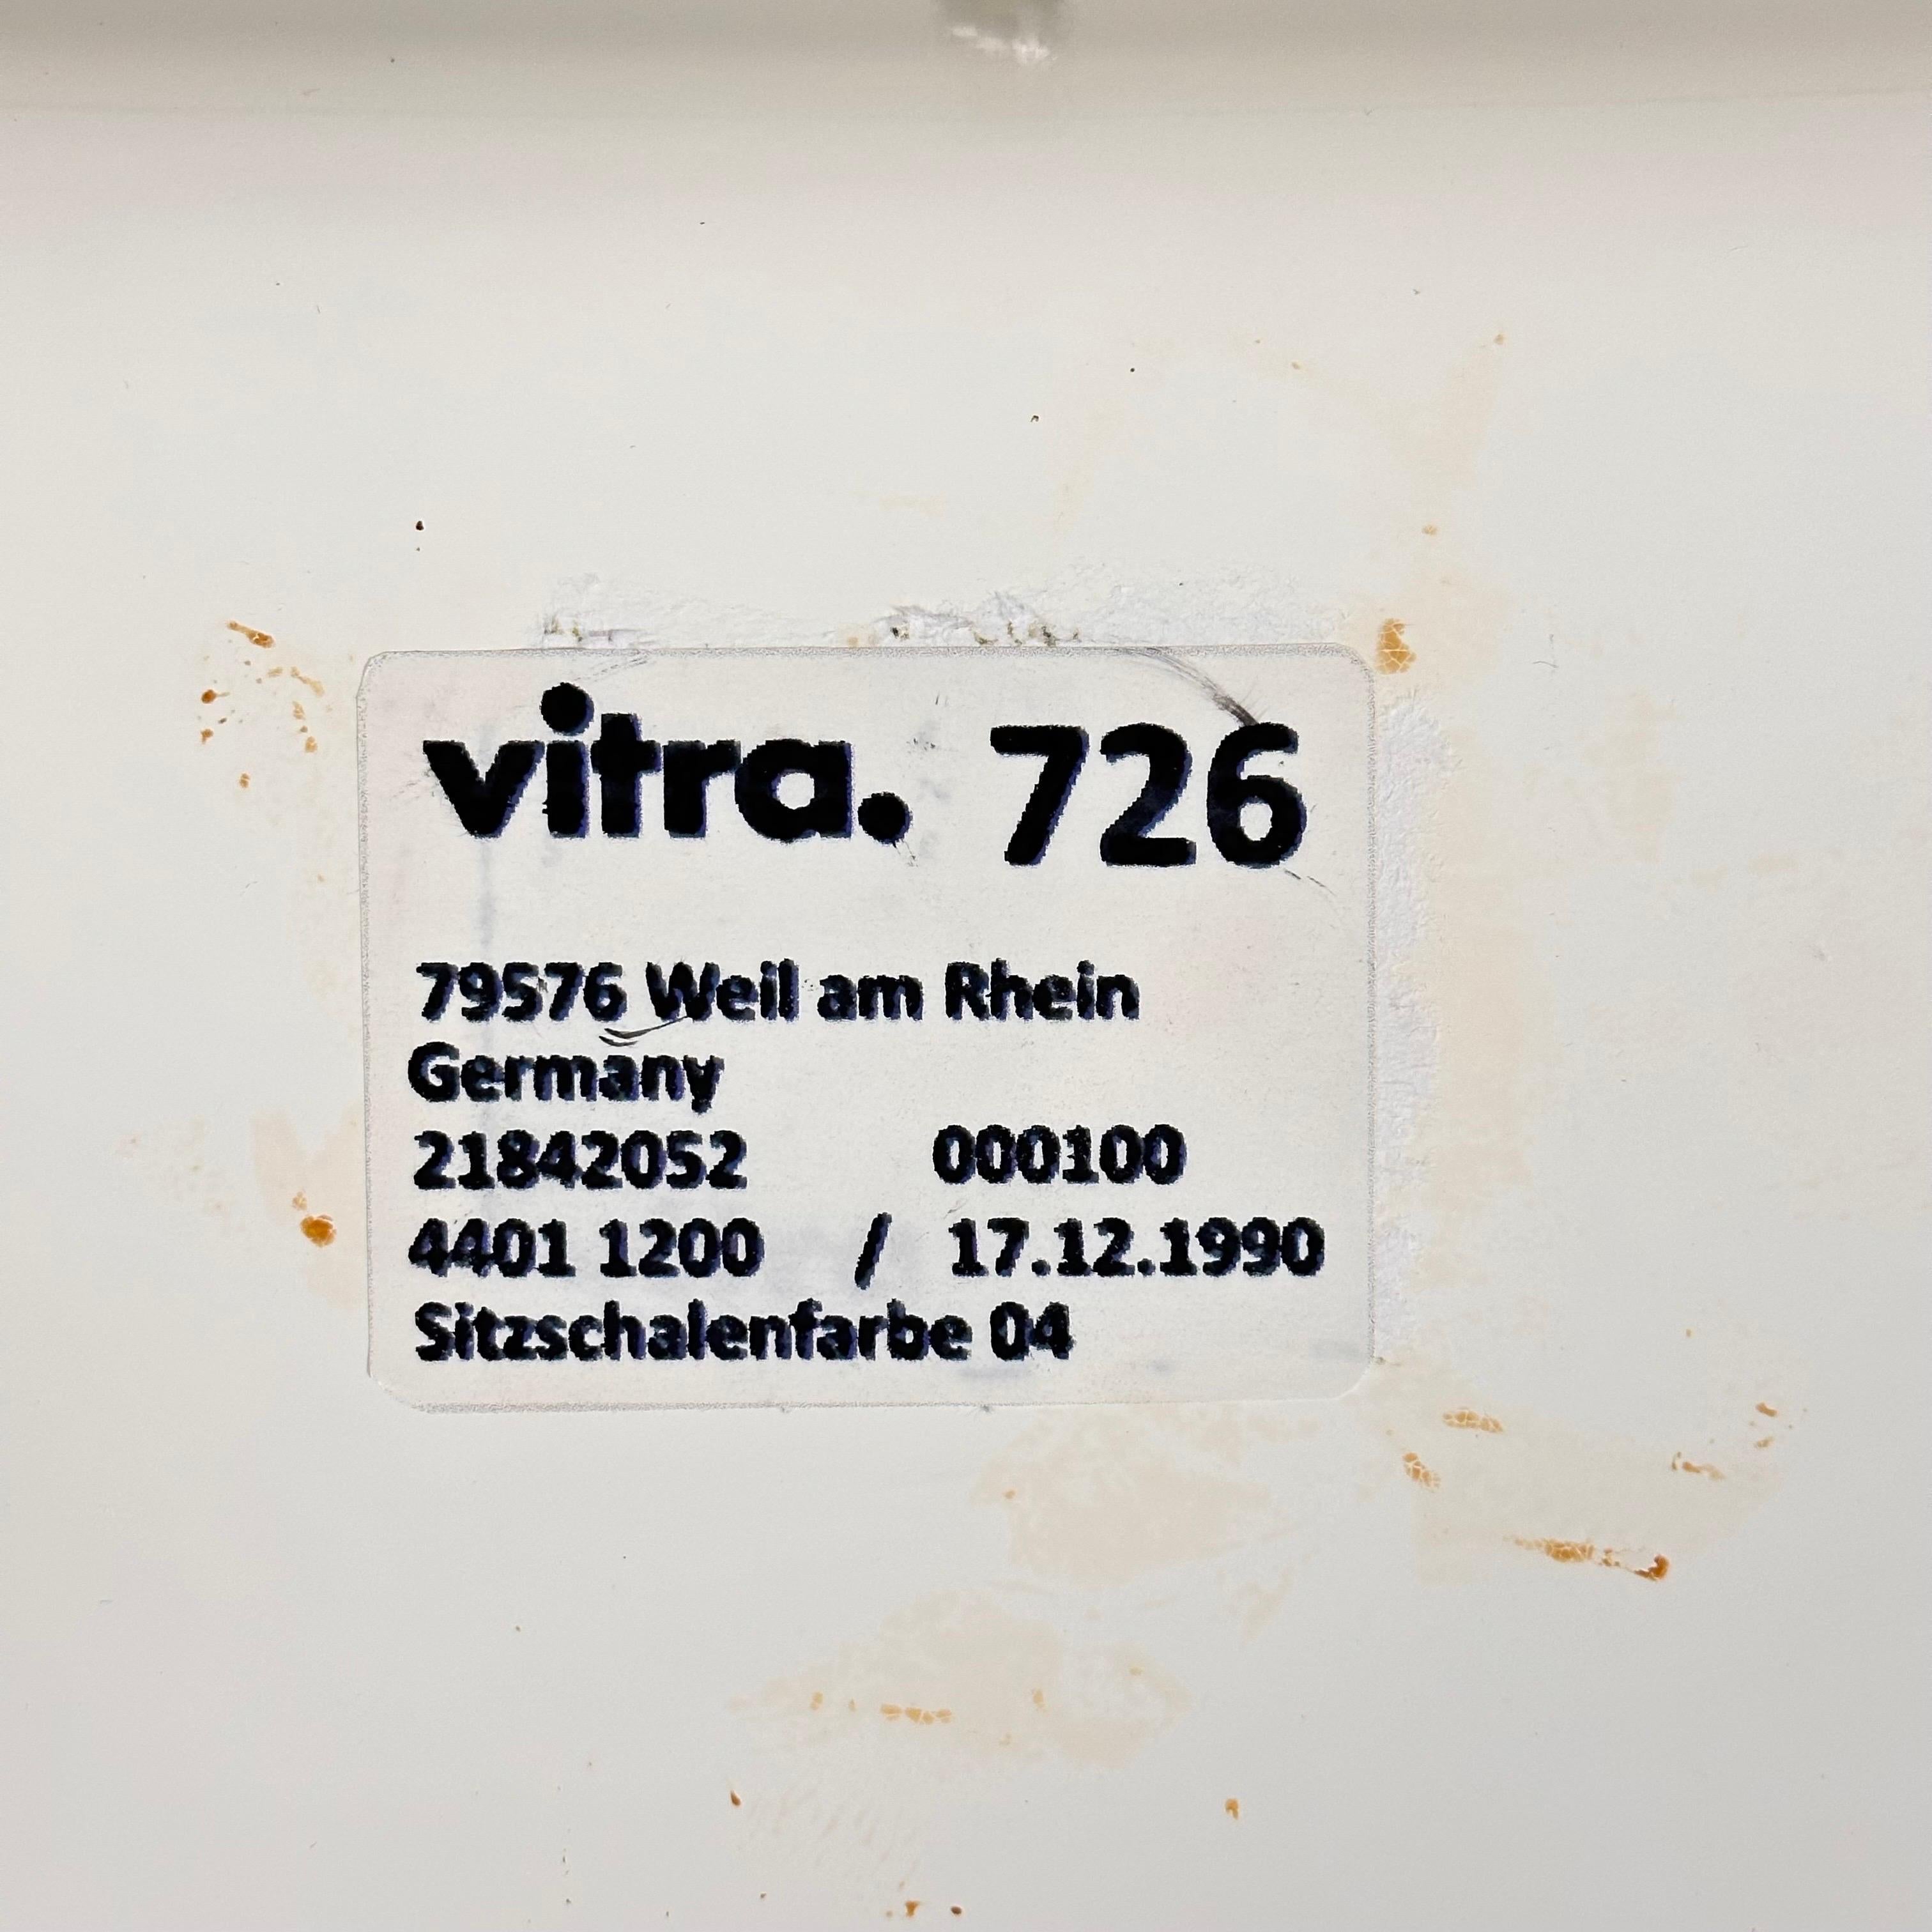 vitra. 726
79576 Weil am Rhein
Germany
21842052 000100
4401 1200 / 17.12.1990
Sitzschalenfarbe 04